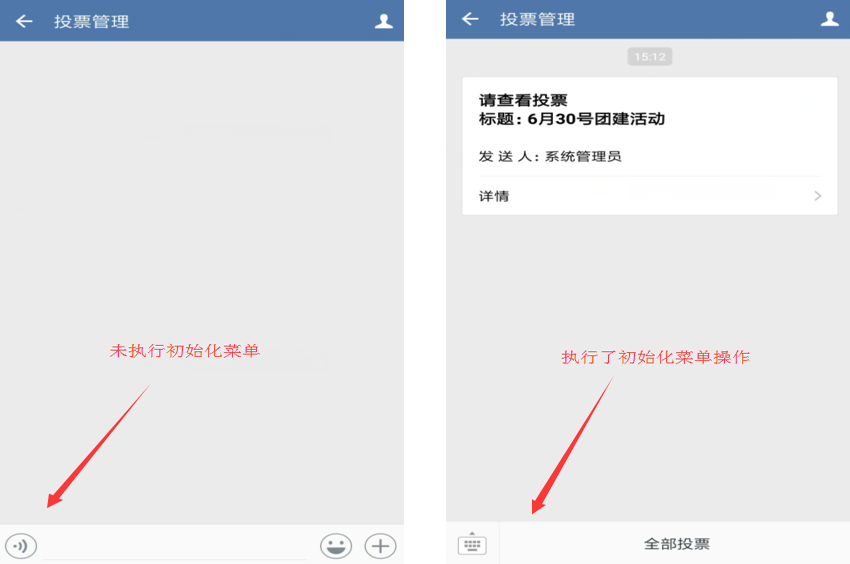 投票管理
未执行初始化菜单
投票管理
15:12
请查看投票
标题: 6月30号团建活动
发 送 人: 系统管理员
详情
执行了初始化菜单操作
全部投票